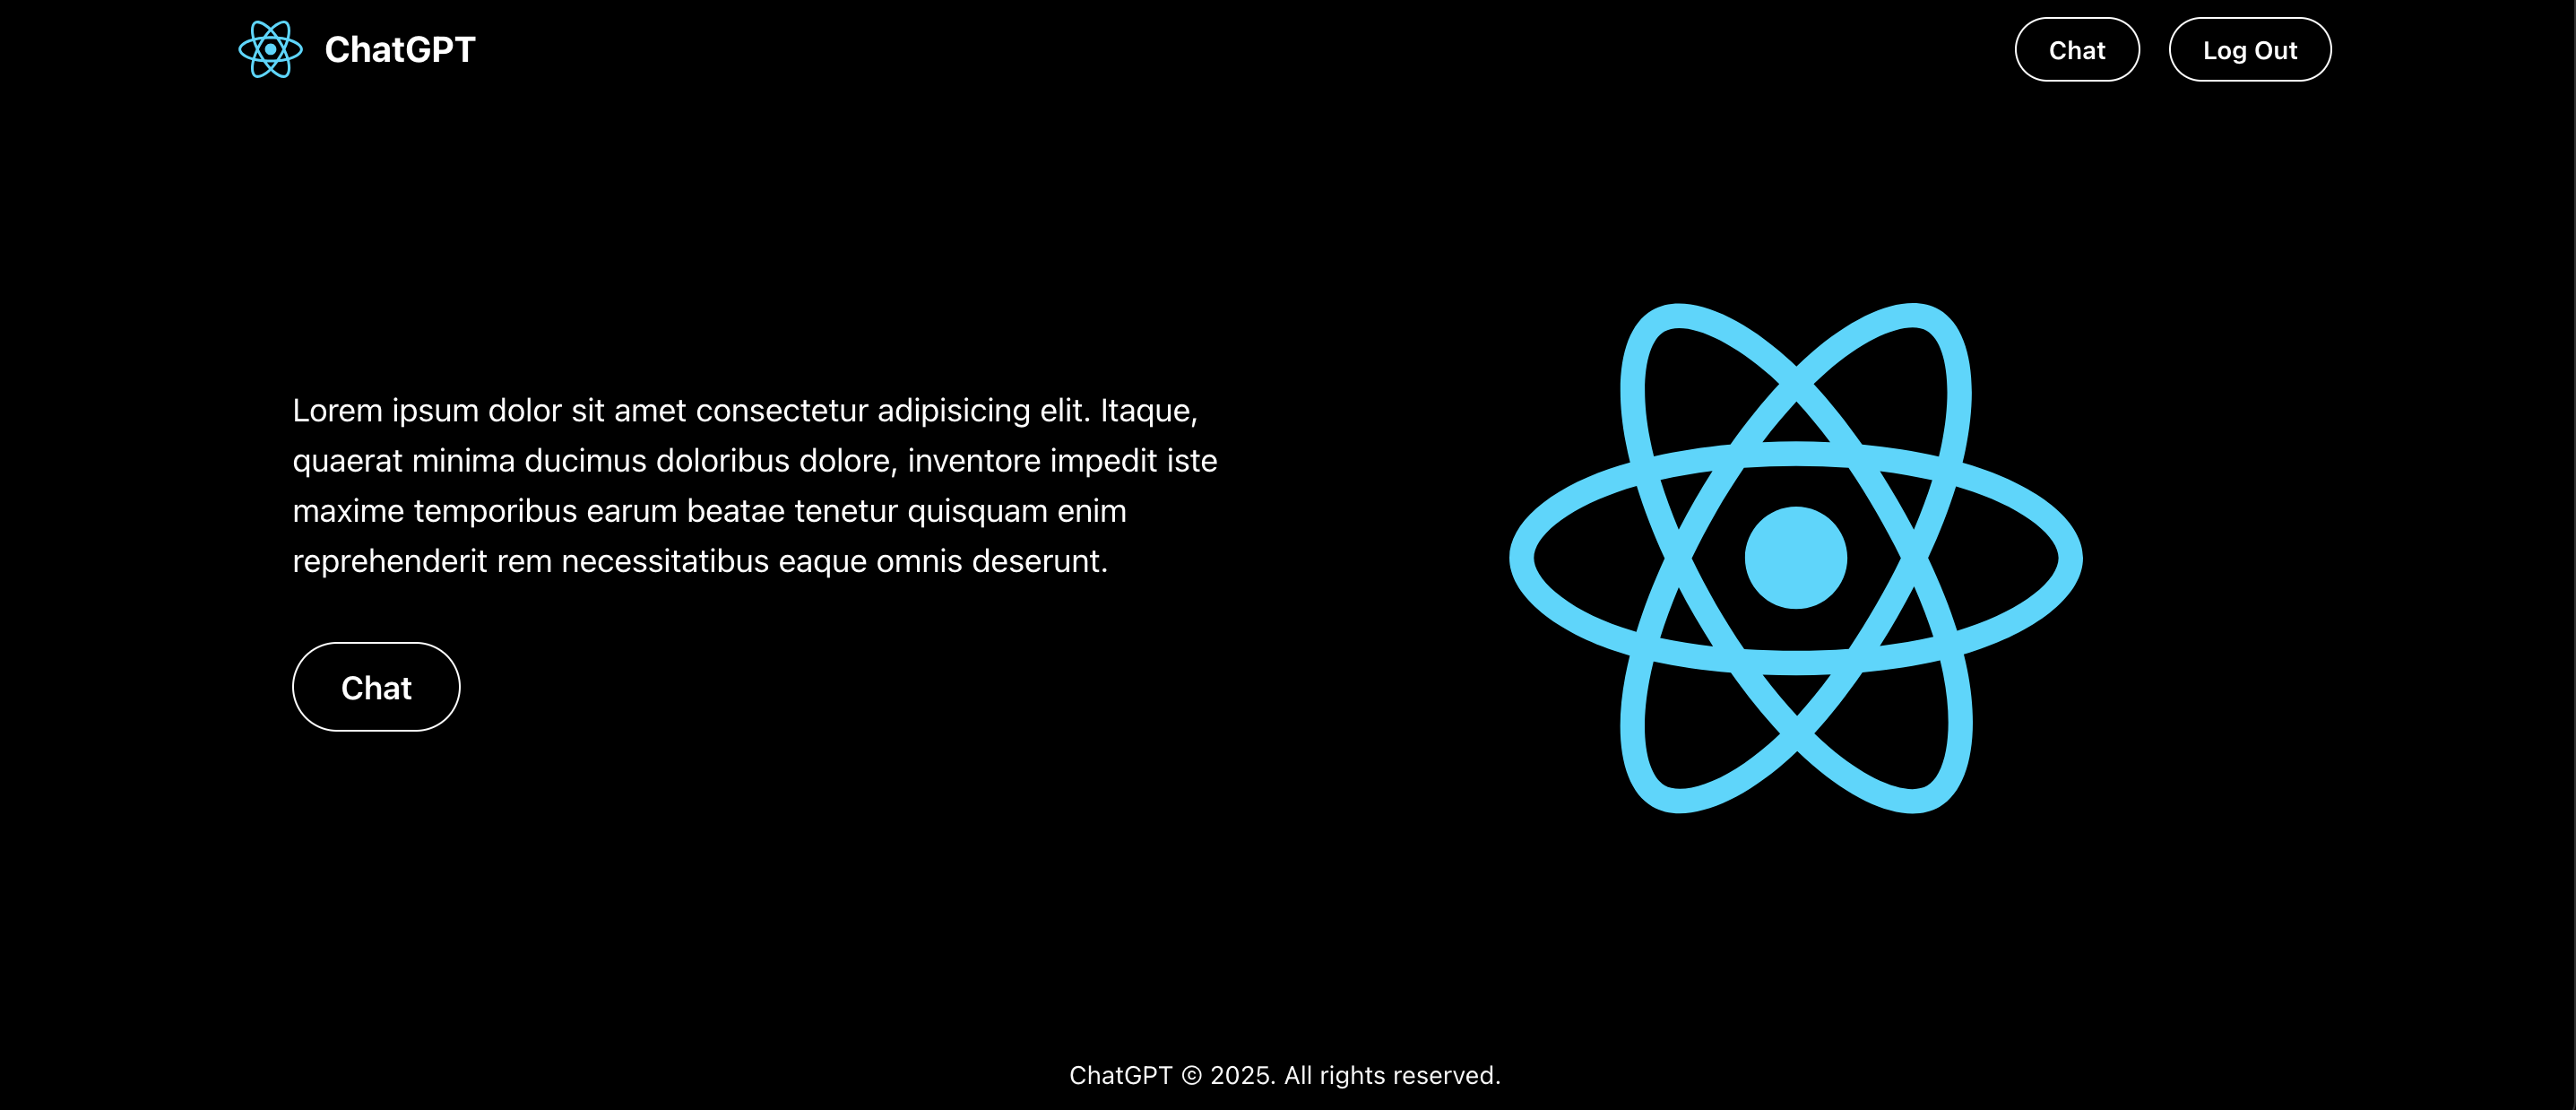 ChatGPT
Chat
Log Out
Lorem ipsum dolor sit amet consectetur adipisicing elit. Itaque,
quaerat minima ducimus doloribus dolore, inventore impedit iste
maxime temporibus earum beatae tenetur quisquam enim
reprehenderit rem necessitatibus eaque omnis deserunt.
Chat
ChatGPT © 2025. All rights reserved.